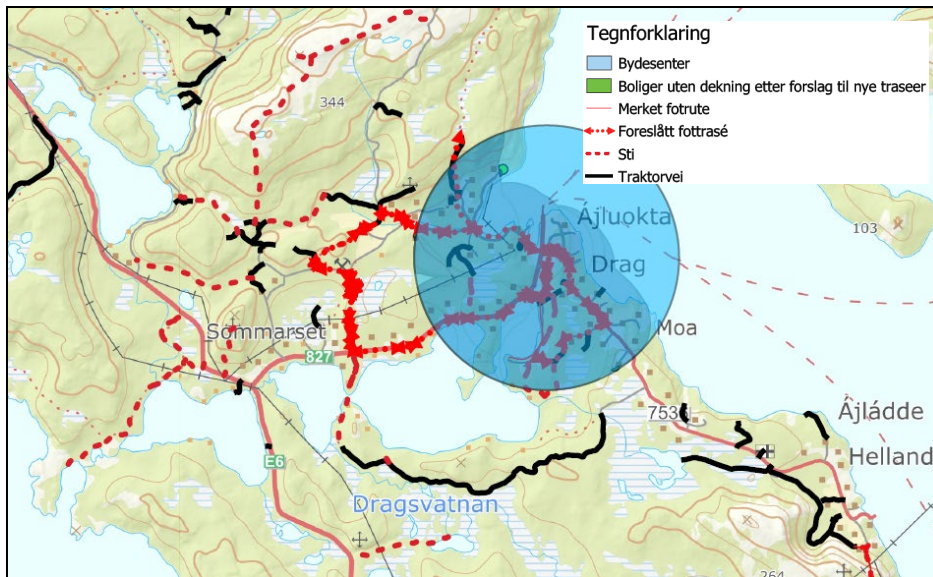 Tegnforklaring
Bydesenter
Boliger uten dekning etter forslag til nye traseer
Merket fotrute
Foreslått fottrasé
Sti
Traktorvei
344
103
Ájluokta
Drag
Sommarset
Moa
827
753
Ájládde
Helland
E6
Dragsvatnan
264